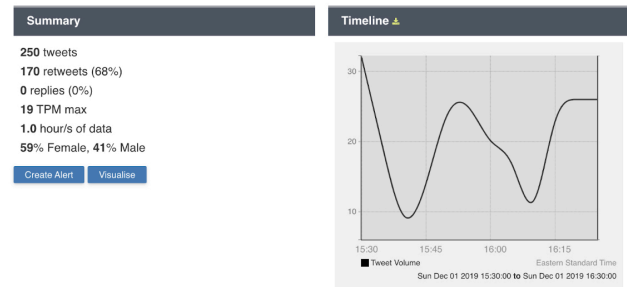 Summary
250 tweets
170 retweets (68%)
0 replies (0%)
19 TPM max
1.0 hour/s of data
59% Female, 41% Male
Create Alert Visualise
Timeline
30
20
10
15:30 15:45 16:00 16:15
Tweet Volume Eastern Standard Time
Sun Dec 01 2019 15:30:00 to Sun Dec 01 2019 16:30:00